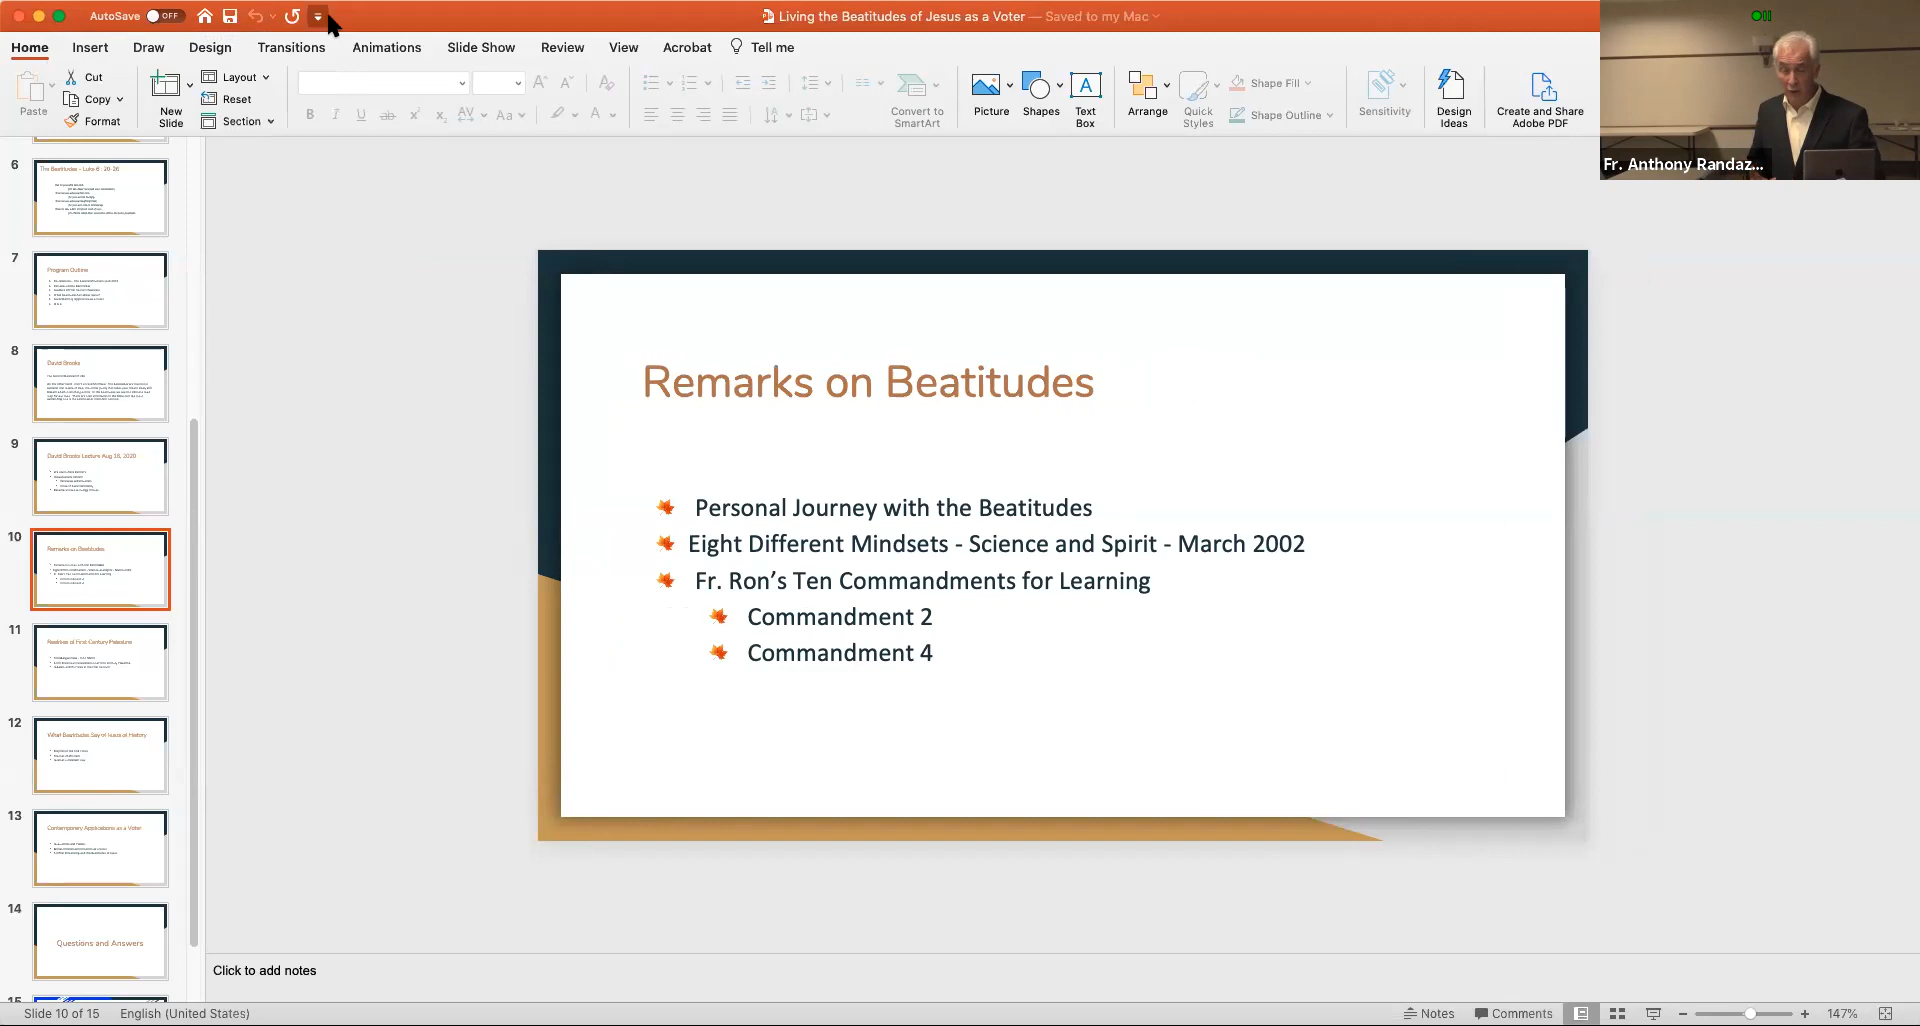 AutoSave OFF
Living the Beatitudes of Jesus as a Voter — Saved to my Mac
Home Insert Draw Design Transitions Animations Slide Show Review View Acrobat Tell me
Paste
Cut
Copy
Format
New Slide
Layout
Reset
Section
B I U ab x² x₂ AV Aa A
Convert to SmartArt
Picture
Shapes
A
Text Box
Arrange
Quick Styles
Shape Fill
Shape Outline
Sensitivity
Design Ideas
Create and Share Adobe PDF
Fr. Anthony Randaz...
6
The Beatitudes - Luke 6: 20-26
7
Program Outline
8
David Brooks
9
David Brooks Lecture Aug 16, 2020
10
Remarks on Beatitudes
11
Realities of First Century Palestine
12
What Beatitudes Say of Jesus of History
13
Contemporary Applications as a Voter
14
Questions and Answers
15
Remarks on Beatitudes
Personal Journey with the Beatitudes
Eight Different Mindsets - Science and Spirit - March 2002
Fr. Ron’s Ten Commandments for Learning
Commandment 2
Commandment 4
Click to add notes
Slide 10 of 15 English (United States)
Notes Comments 147%